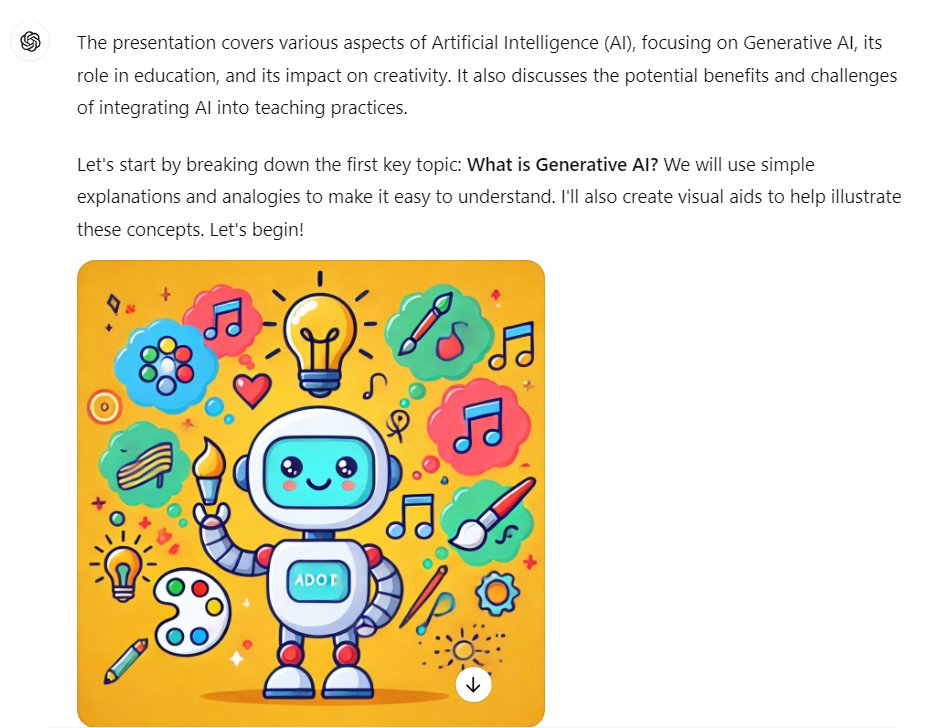 The presentation covers various aspects of Artificial Intelligence (AI), focusing on Generative AI, its
role in education, and its impact on creativity. It also discusses the potential benefits and challenges
of integrating AI into teaching practices.
Let's start by breaking down the first key topic: What is Generative AI? We will use simple
explanations and analogies to make it easy to understand. I'll also create visual aids to help illustrate
these concepts. Let's begin!
ADOT